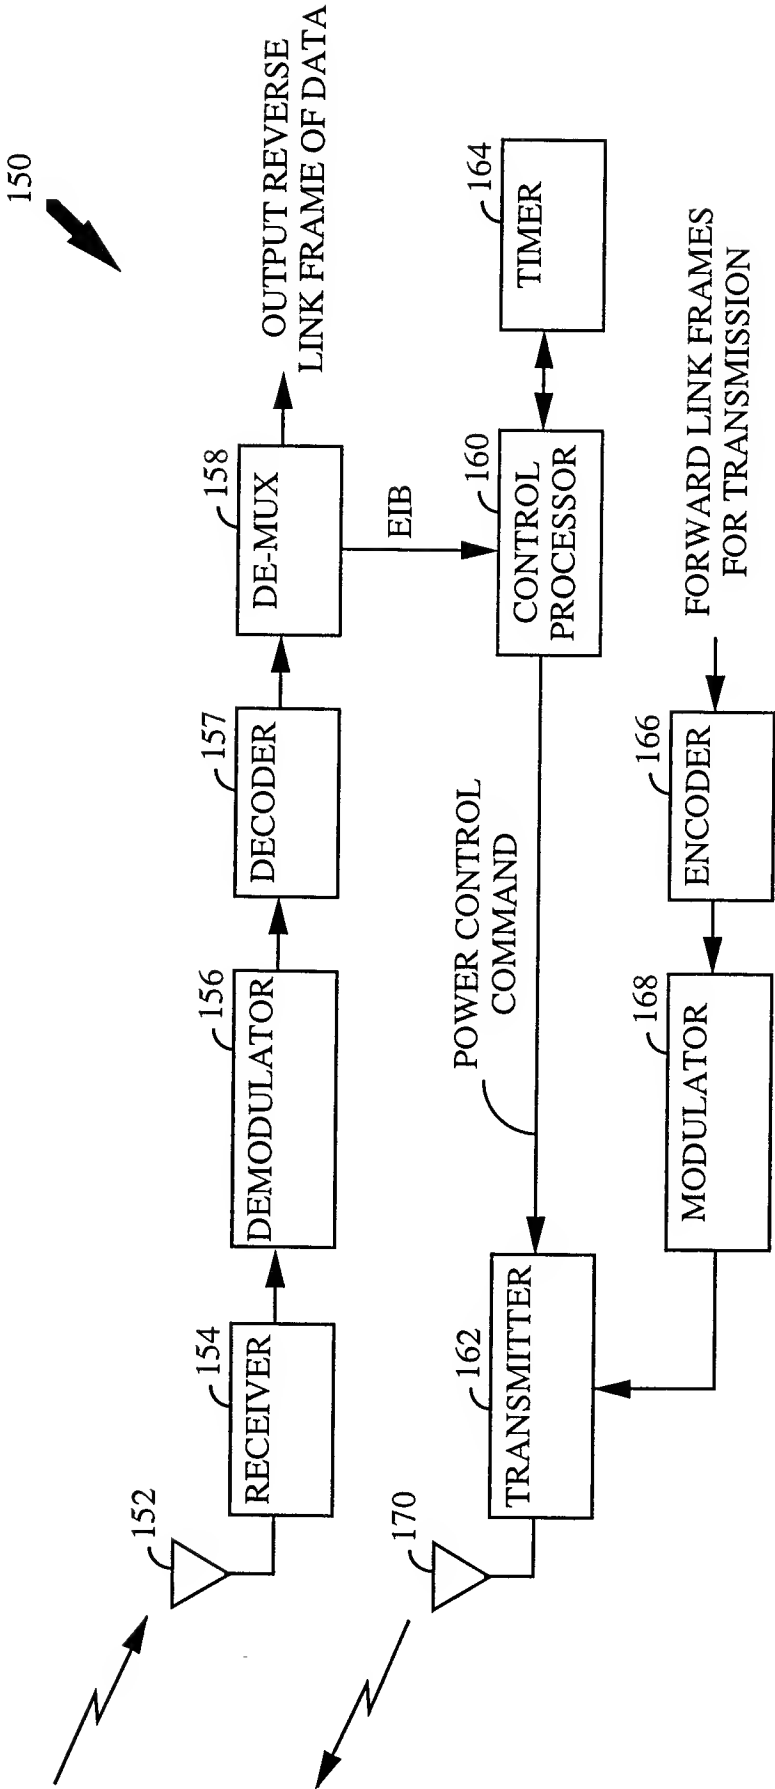 150
152
154
RECEIVER
156
DEMODULATOR
157
DECODER
158
DE-MUX
OUTPUT REVERSE
LINK FRAME OF DATA
EIB
170
162
TRANSMITTER
POWER CONTROL
COMMAND
160
CONTROL
PROCESSOR
164
TIMER
168
MODULATOR
166
ENCODER
FORWARD LINK FRAMES
FOR TRANSMISSION